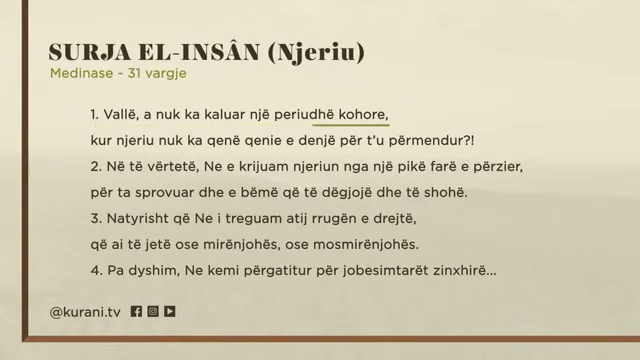 SURJA EL-INSÂN (Njeriu)
Medinase - 31 vargje
1. Vallë, a nuk ka kaluar një periudhë kohore,
kur njeriu nuk ka qenë qenie e denjë për t'u përmendur?!
2. Në të vërtetë, Ne e krijuam njeriun nga një pikë farë e përzier,
për ta sprovuar dhe e bëmë që të dëgjojë dhe të shohë.
3. Natyrisht që Ne i treguam atij rrugën e drejtë,
që ai të jetë ose mirënjohës, ose mosmirënjohës.
4. Pa dyshim, Ne kemi përgatitur për jobesimtarët zinxhirë...
@kurani.tv